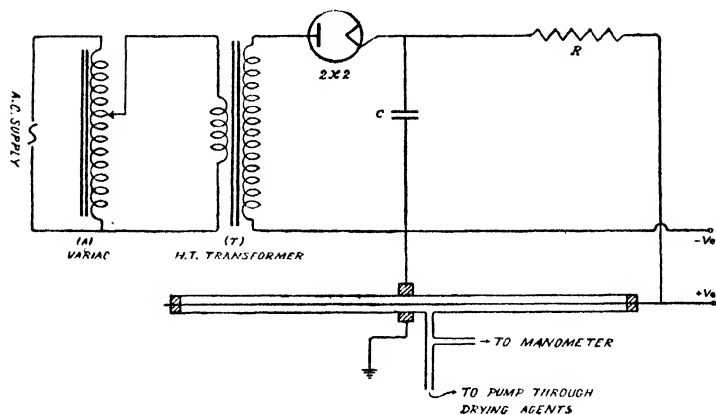 A.C. SUPPLY
(A)
VARIAC
(T)
H.T. TRANSFORMER
2X2
C
R
-Ve
+Ve
→ TO MANOMETER
→ TO PUMP THROUGH
DRYING AGENTS